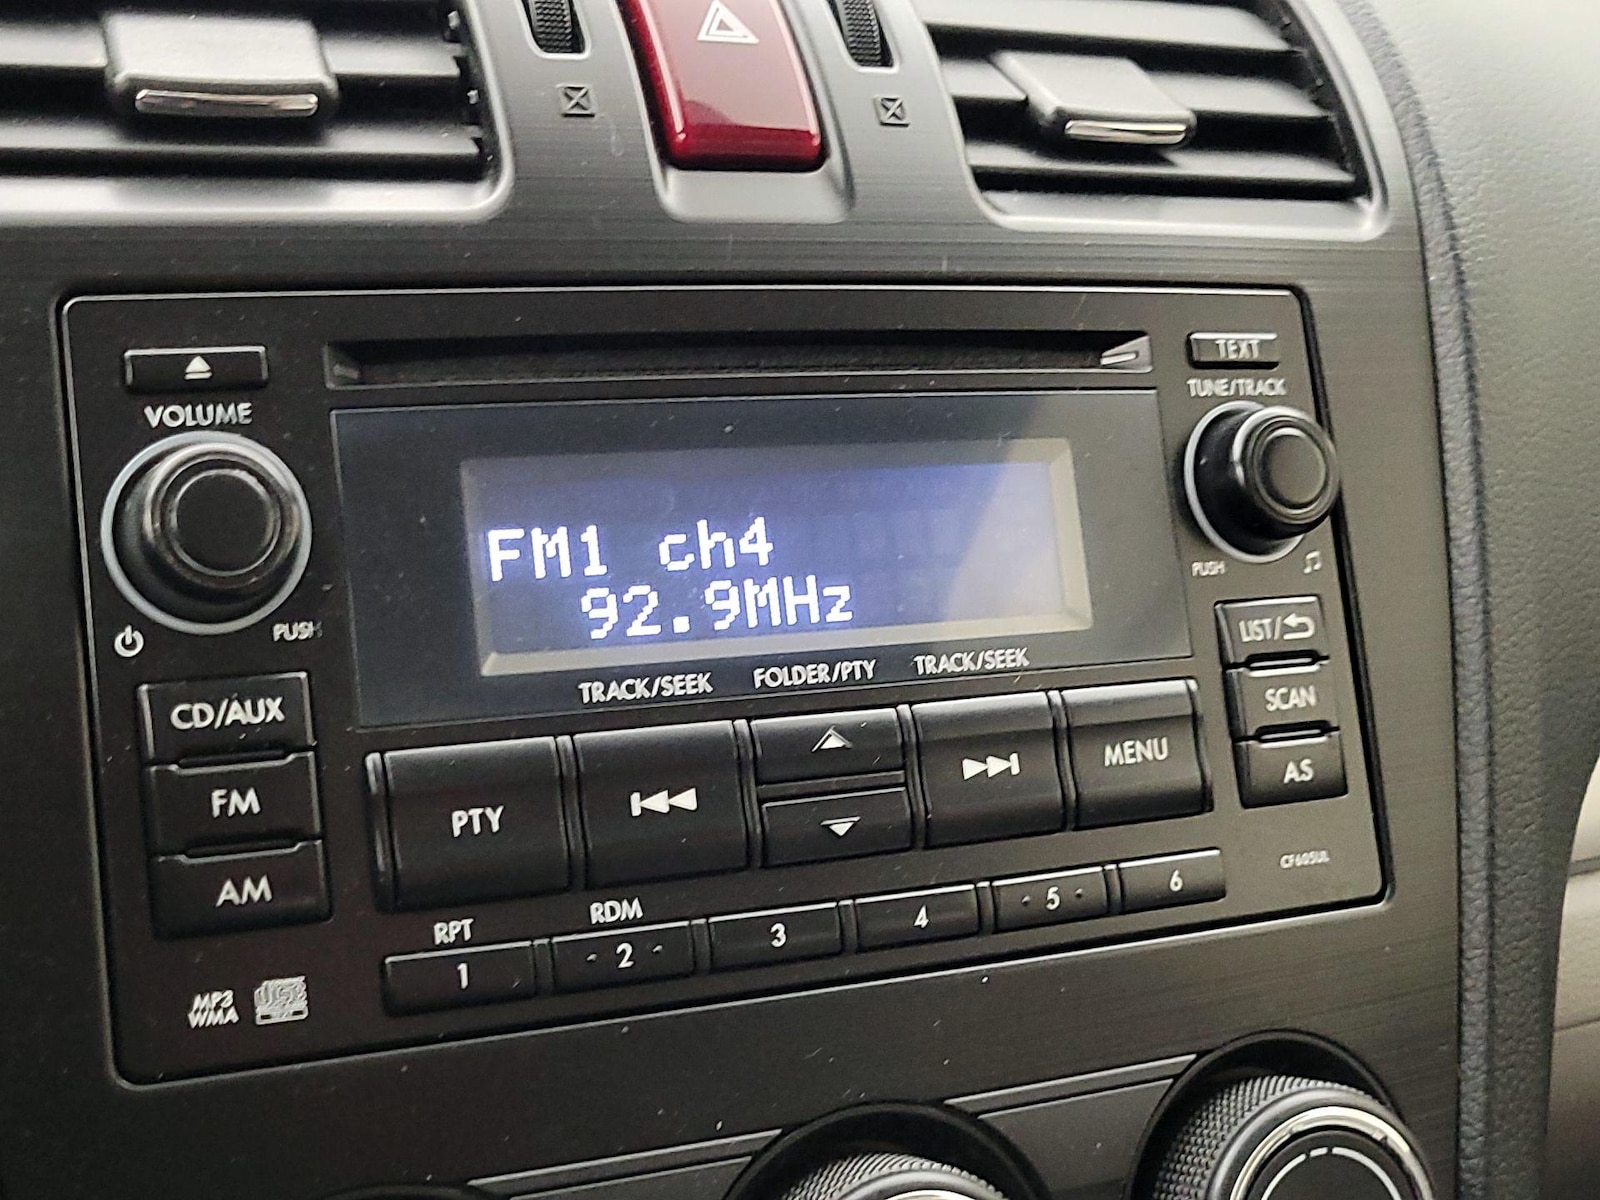 TEXT
VOLUME
TUNE/TRACK
FM1 ch4
92.9MHz
PUSH
PUSH
LIST/
TRACK/SEEK
FOLDER/PTY
TRACK/SEEK
CD/AUX
SCAN
MENU
AS
FM
PTY
AM
CF605UL
RPT
RDM
1
2
3
4
5
6
MP3
WMA